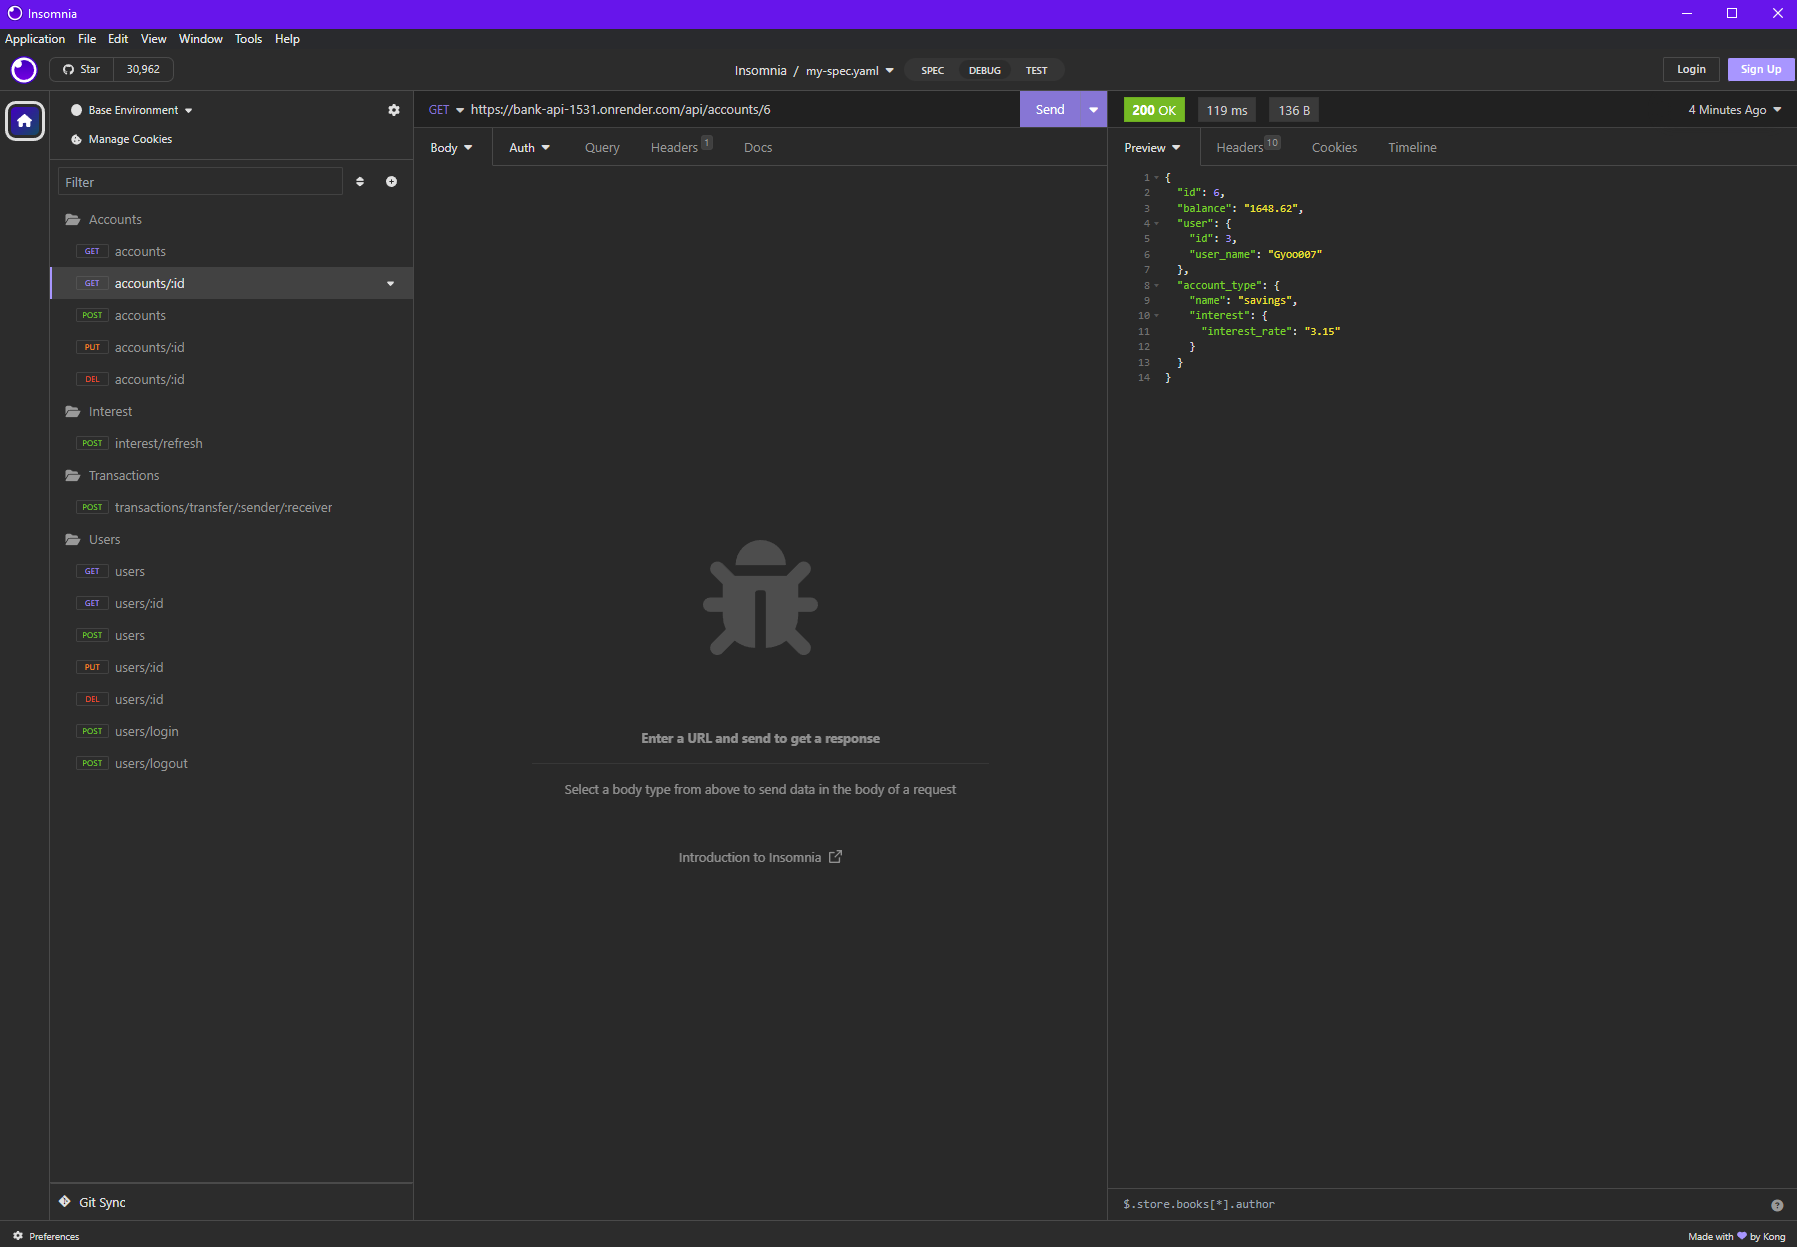 Insomnia
Application File Edit View Window Tools Help
Star 30,962
Insomnia / my-spec.yaml SPEC DEBUG TEST
Login Sign Up
Base Environment
Manage Cookies
Filter
Accounts
GET accounts
GET accounts/:id
POST accounts
PUT accounts/:id
DEL accounts/:id
Interest
POST interest/refresh
Transactions
POST transactions/transfer/:sender/:receiver
Users
GET users
GET users/:id
POST users
PUT users/:id
DEL users/:id
POST users/login
POST users/logout
Git Sync
Preferences
GET https://bank-api-1531.onrender.com/api/accounts/6 Send
Body Auth Query Headers 1 Docs
Enter a URL and send to get a response
Select a body type from above to send data in the body of a request
Introduction to Insomnia
200 OK 119 ms 136 B 4 Minutes Ago
Preview Headers 10 Cookies Timeline
1 {
2 "id": 6,
3 "balance": "1648.62",
4 "user": {
5 "id": 3,
6 "user_name": "Gyoo007"
7 },
8 "account_type": {
9 "name": "savings",
10 "interest": {
11 "interest_rate": "3.15"
12 }
13 }
14 }
$.store.books[*].author
Made with 💜 by Kong